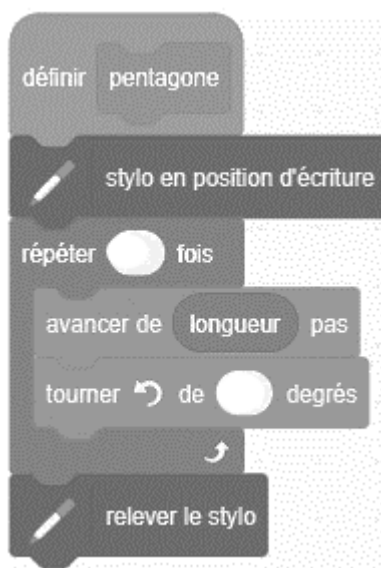 définir pentagone
stylo en position d'écriture
répéter fois
avancer de longueur pas
tourner de degrés
relever le stylo